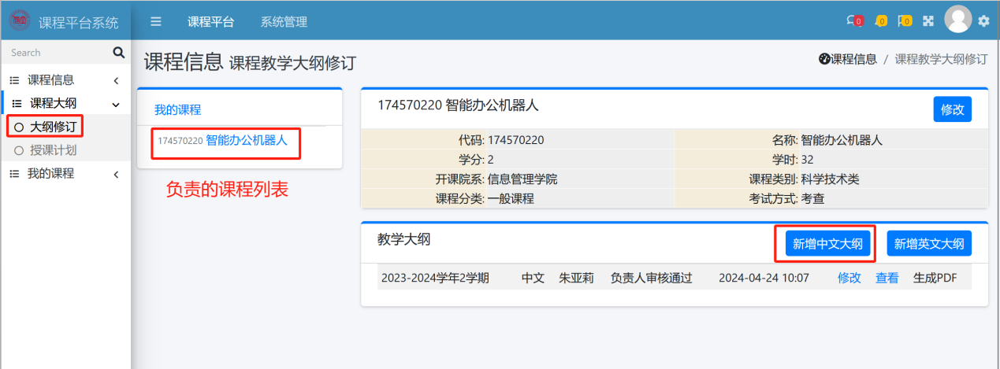 课程平台系统
课程平台 系统管理 0 0 0
Search
课程信息
课程大纲
大纲修订
授课计划
我的课程
课程信息 课程教学大纲修订
课程信息 / 课程教学大纲修订
我的课程
174570220 智能办公机器人
负责的课程列表
174570220 智能办公机器人 修改
代码: 174570220 名称: 智能办公机器人
学分: 2 学时: 32
开课院系: 信息管理学院 课程类别: 科学技术类
课程分类: 一般课程 考试方式: 考查
教学大纲 新增中文大纲 新增英文大纲
2023-2024学年2学期 中文 朱亚莉 负责人审核通过 2024-04-24 10:07 修改 查看 生成PDF